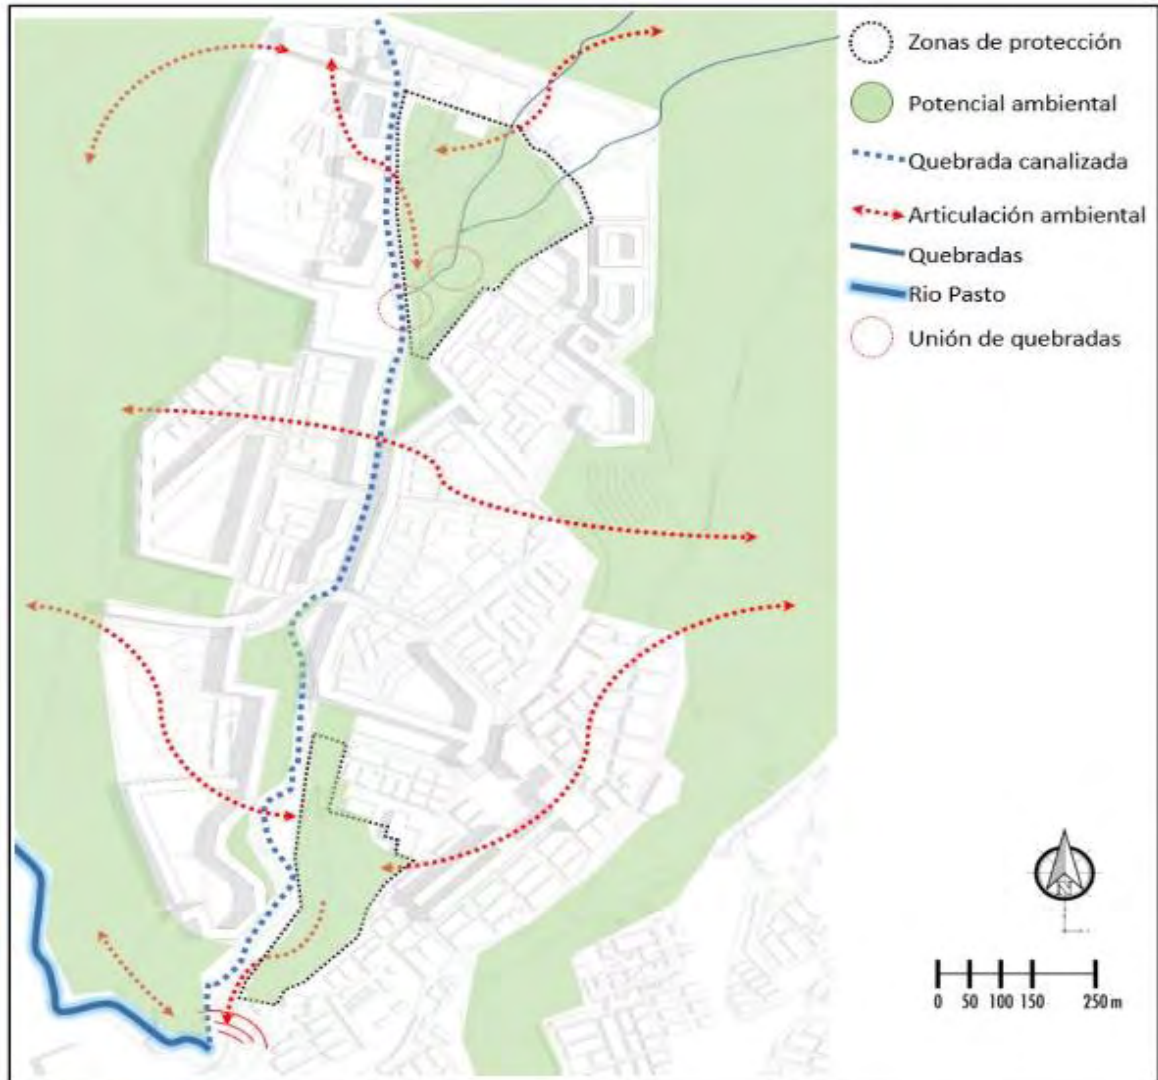 Zonas de protección
Potencial ambiental
Quebrada canalizada
Articulación ambiental
Quebradas
Rio Pasto
Unión de quebradas
N
0 50 100 150 250 m